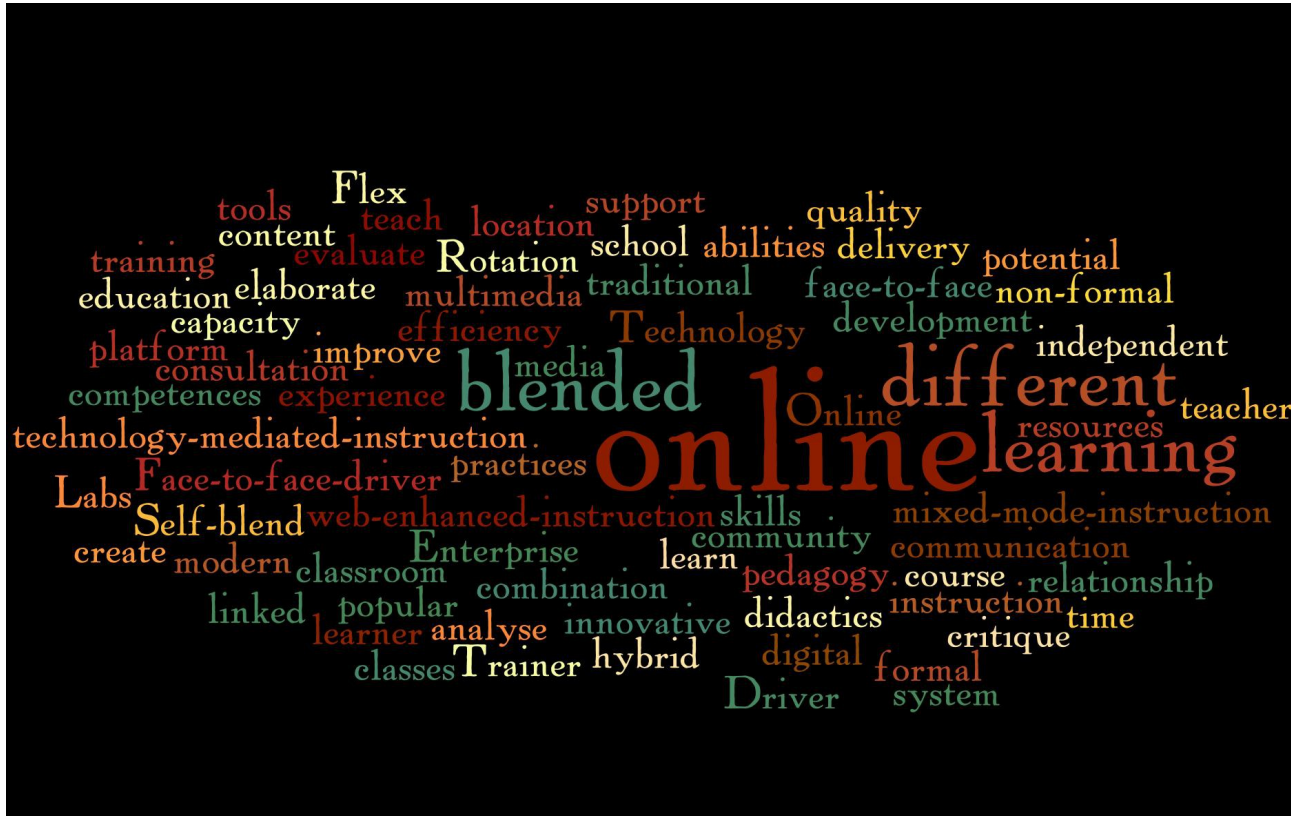 Flex
tools teach location support quality
content evaluate Rotation school abilities delivery potential
training
education elaborate multimedia traditional face-to-face non-formal
capacity efficiency Technology development independent
platform improve
consultation media different
competences experience blended Online teacher
technology-mediated-instruction. practices online learning resources
Face-to-face-driver
Labs
Self-blend web-enhanced-instruction skills mixed-mode-instruction
create modern Enterprise learn community communication
classroom combination pedagogy. course . relationship
linked popular innovative didactics instruction time
learner analyse critique
classes Trainer hybrid digital formal
Driver system